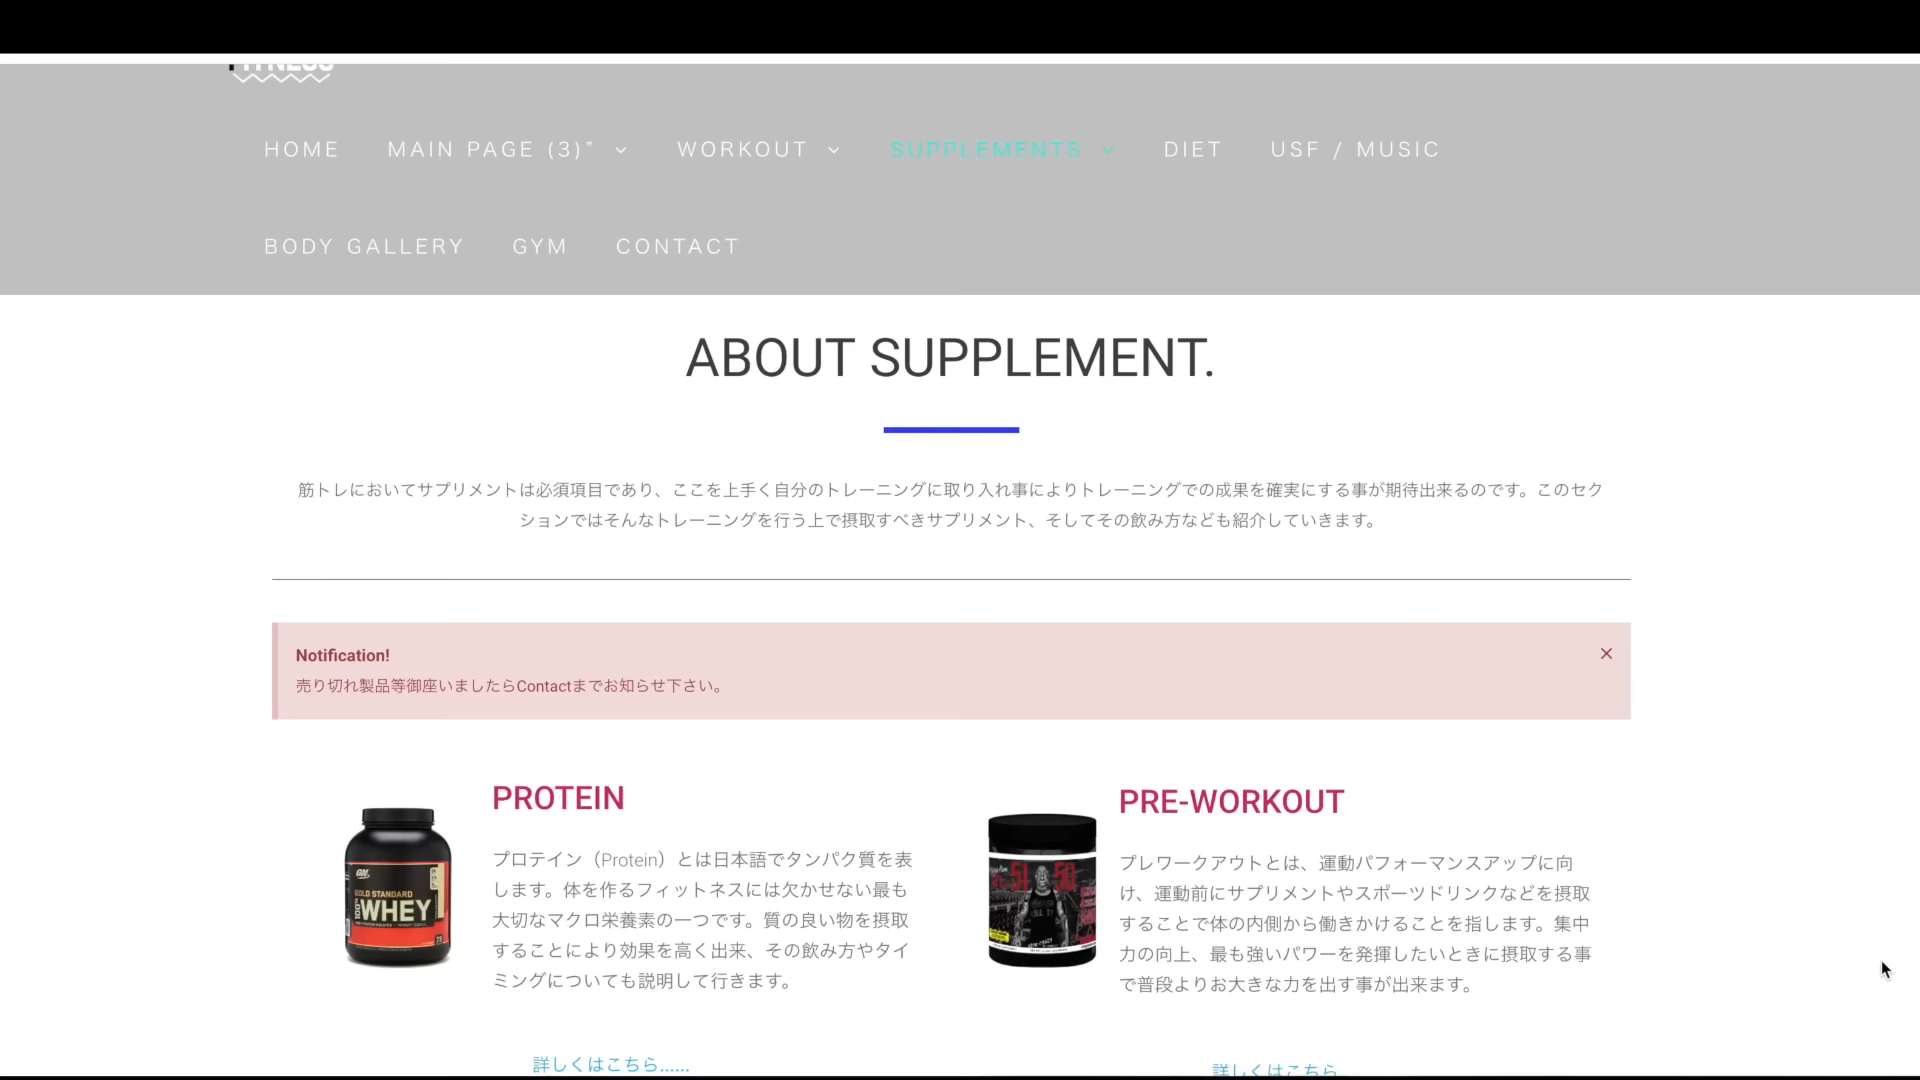 FITNESS
HOME MAIN PAGE (3)” WORKOUT SUPPLEMENTS DIET USF / MUSIC
BODY GALLERY GYM CONTACT
ABOUT SUPPLEMENT.
筋トレにおいてサプリメントは必須項目であり、ここを上手く自分のトレーニングに取り入れ事によりトレーニングでの成果を確実にする事が期待出来るのです。このセク
ションではそんなトレーニングを行う上で摂取すべきサプリメント、そしてその飲み方なども紹介していきます。
Notification!
売り切れ製品等御座いましたらContactまでお知らせ下さい。
PROTEIN
プロテイン（Protein）とは日本語でタンパク質を表
します。体を作るフィットネスには欠かせない最も
大切なマクロ栄養素の一つです。質の良い物を摂取
することにより効果を高く出来、その飲み方やタイ
ミングについても説明して行きます。
詳しくはこちら......
ON
GOLD STANDARD
100% WHEY
PRE-WORKOUT
プレワークアウトとは、運動パフォーマンスアップに向
け、運動前にサプリメントやスポーツドリンクなどを摂取
することで体の内側から働きかけることを指します。集中
力の向上、最も強いパワーを発揮したいときに摂取する事
で普段よりお大きな力を出す事が出来ます。
詳しくはこちら
51 50